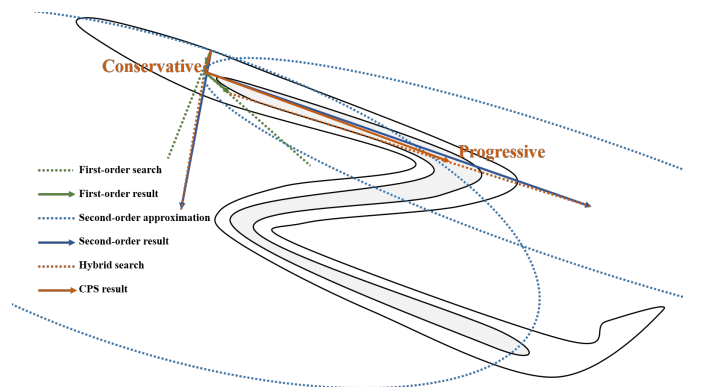 Conservative
Progressive
First-order search
First-order result
Second-order approximation
Second-order result
Hybrid search
CPS result